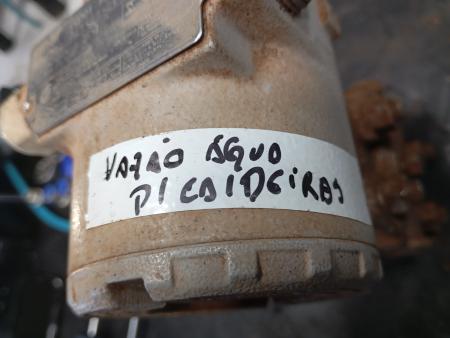 VAZÃO AGUA
P/ CALDEIRAS